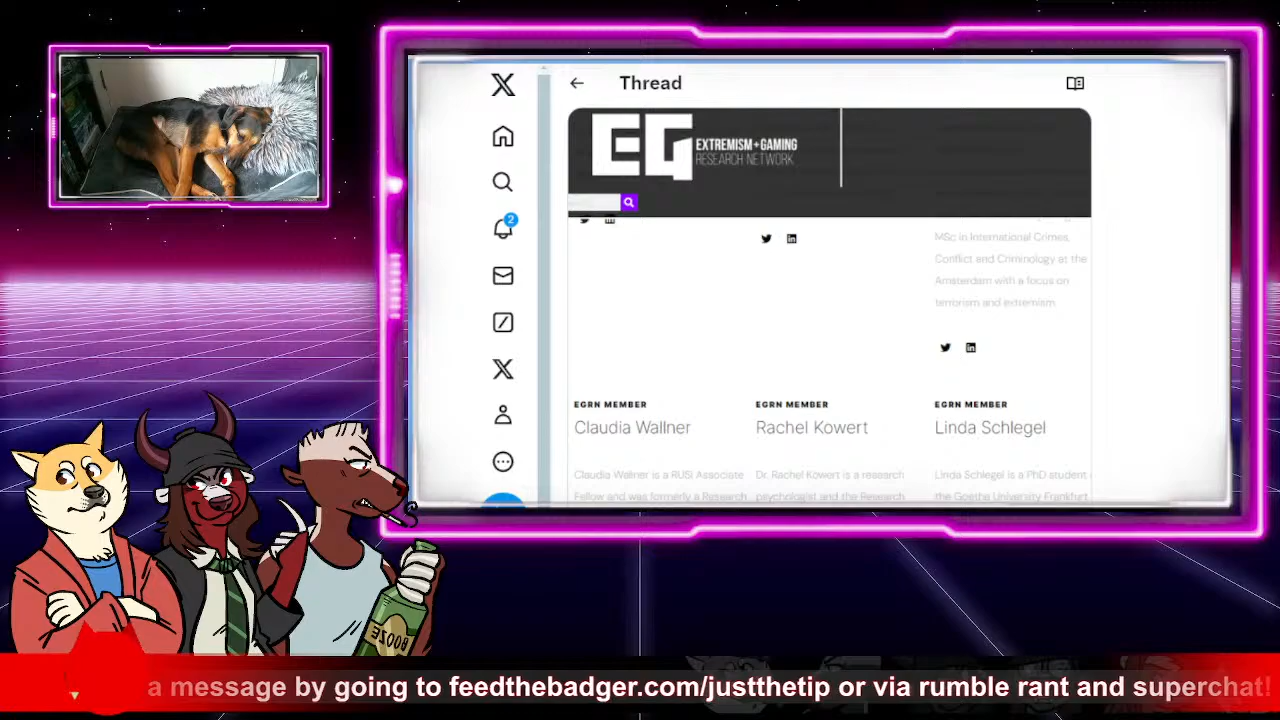 Thread
EG EXTREMISM+GAMING
RESEARCH NETWORK
2
MSc in International Crimes,
Conflict and Criminology at the
Amsterdam with a focus on
terrorism and extremism.
EGRN MEMBER
Claudia Wallner
EGRN MEMBER
Rachel Kowert
EGRN MEMBER
Linda Schlegel
Claudia Wallner is a RUSI Associate
Fellow and was formerly a Research
Dr. Rachel Kowert is a research
psychologist and the Research
Linda Schlegel is a PhD student
the Goethe University Frankfurt
BOOZE
a message by going to feedthebadger.com/justthetip or via rumble rant and superchat!